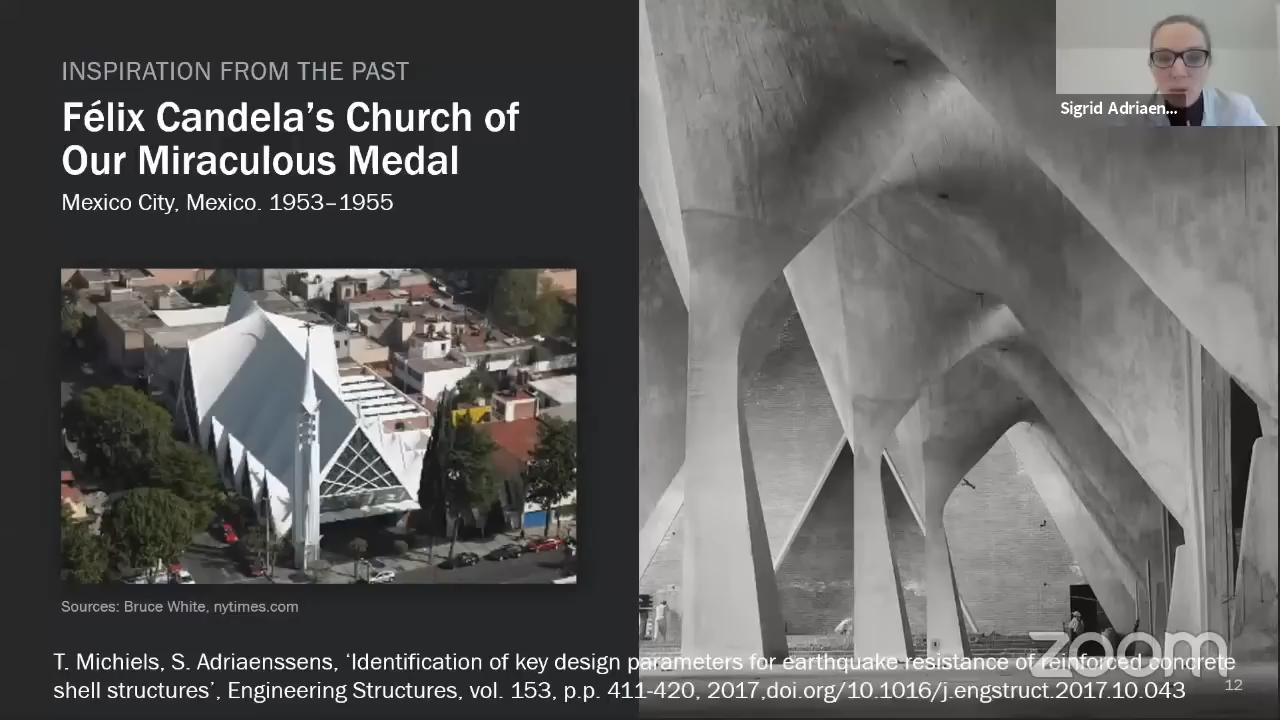 INSPIRATION FROM THE PAST
Félix Candela's Church of
Our Miraculous Medal
Mexico City, Mexico. 1953–1955
Sigrid Adriaen...
Sources: Bruce White, nytimes.com
zoom
T. Michiels, S. Adriaenssens, ‘Identification of key design parameters for earthquake resistance of reinforced concrete
shell structures’, Engineering Structures, vol. 153, p.p. 411-420, 2017,doi.org/10.1016/j.engstruct.2017.10.043
12